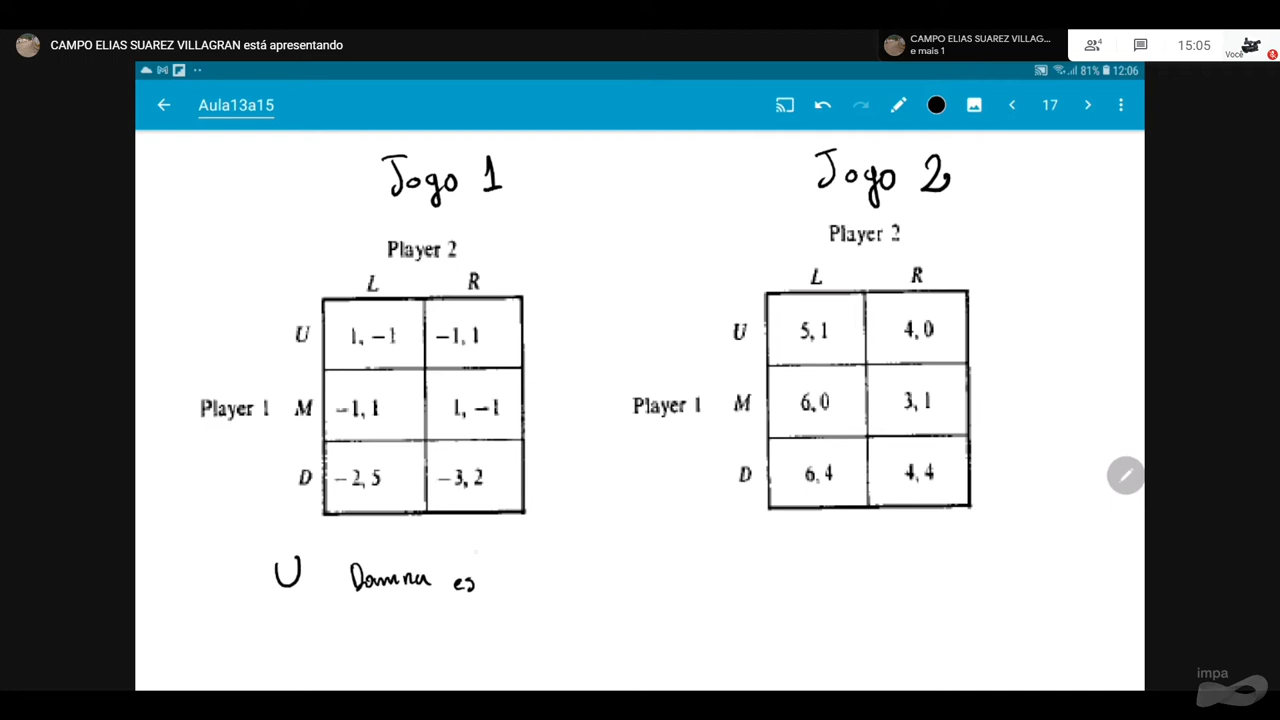 CAMPO ELIAS SUAREZ VILLAGRAN está apresentando
CAMPO ELIAS SUAREZ VILLAG...
e mais 1
4
15:05
Você
81% 12:06
Aula13a15
17
Jogo 1
Player 2
L R
U 1, −1 −1, 1
Player 1 M −1, 1 1, −1
D −2, 5 −3, 2
U Domina es
Jogo 2
Player 2
L R
U 5, 1 4, 0
Player 1 M 6, 0 3, 1
D 6, 4 4, 4
impa